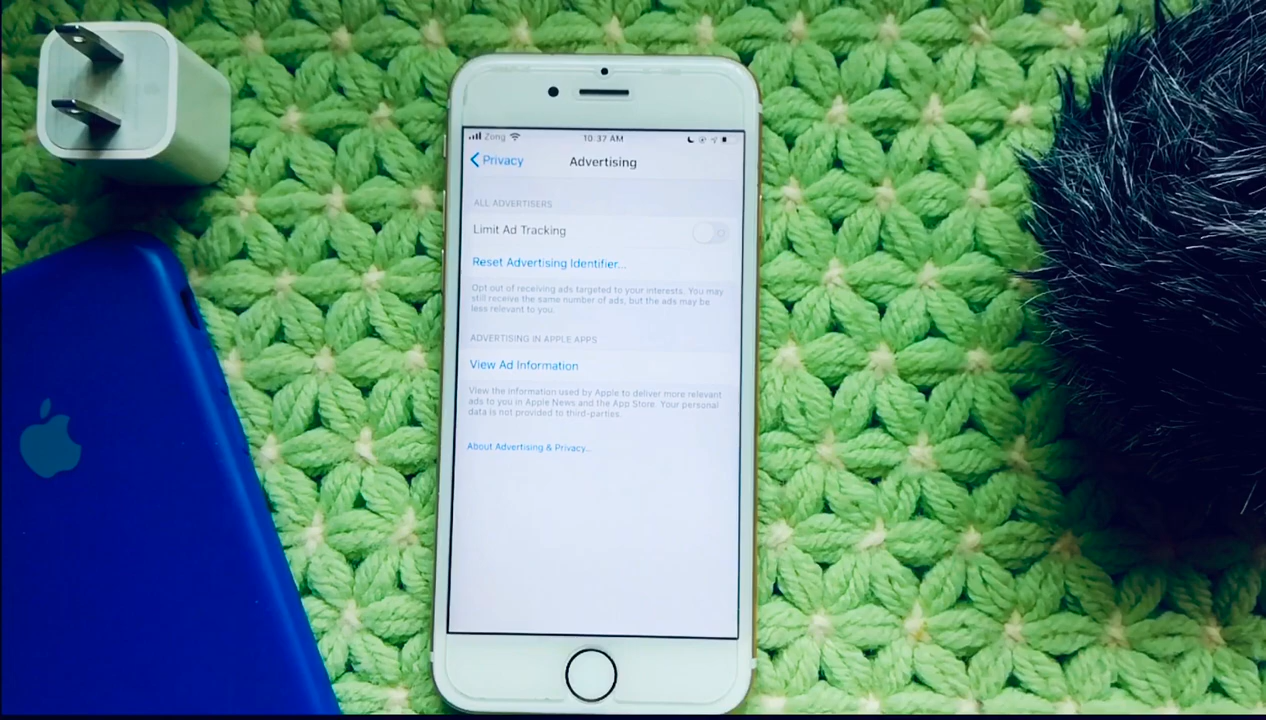 Zong 10:37 AM
Privacy Advertising
ALL ADVERTISERS
Limit Ad Tracking
Reset Advertising Identifier...
Opt out of receiving ads targeted to your interests. You may
still receive the same number of ads, but the ads may be
less relevant to you.
ADVERTISING IN APPLE APPS
View Ad Information
View the information used by Apple to deliver more relevant
ads to you in Apple News and the App Store. Your personal
data is not provided to third-parties.
About Advertising & Privacy...